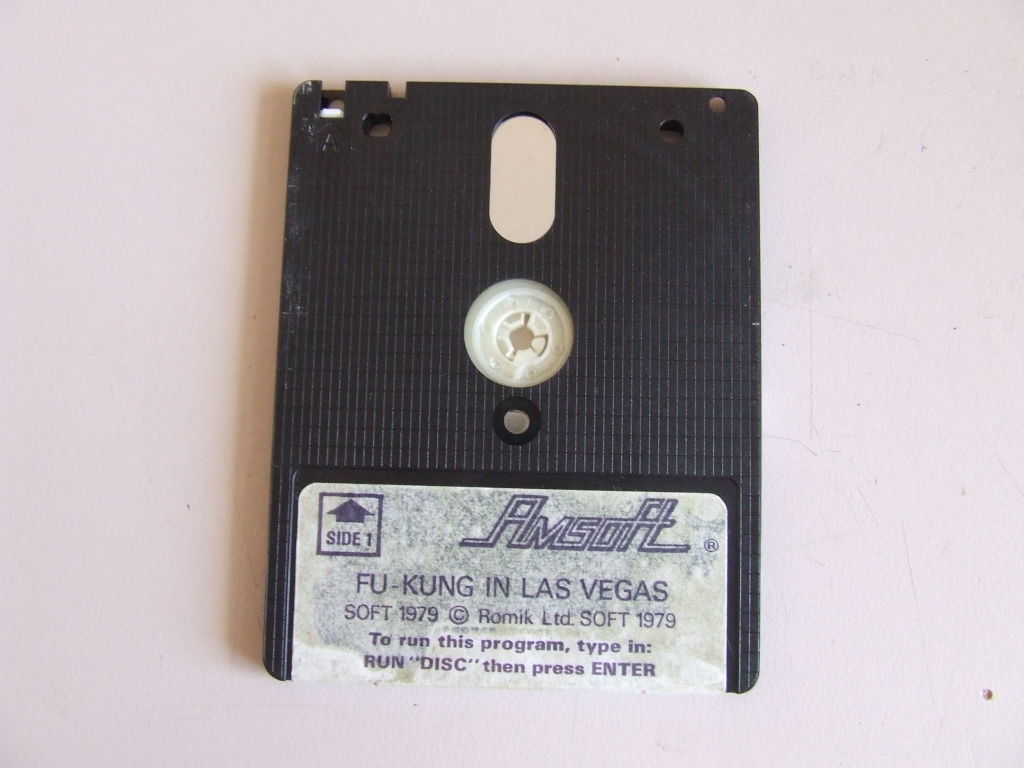 A
SIDE 1
Amsoft ®
FU-KUNG IN LAS VEGAS
SOFT 1979 © Romik Ltd. SOFT 1979
To run this program, type in:
RUN "DISC" then press ENTER